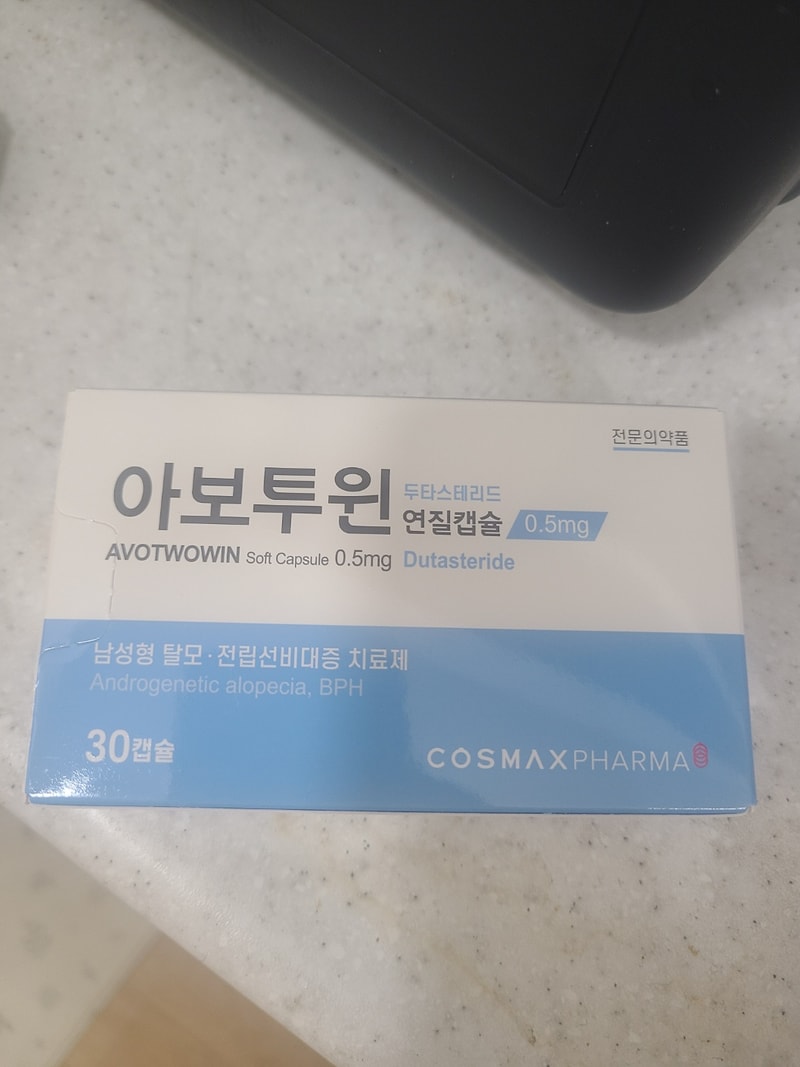 전문의약품
아보투윈 두타스테리드 연질캡슐 0.5mg
AVOTWOWIN Soft Capsule 0.5mg Dutasteride
남성형 탈모·전립선비대증 치료제
Androgenetic alopecia, BPH
30캡슐
COSMAXPHARMA